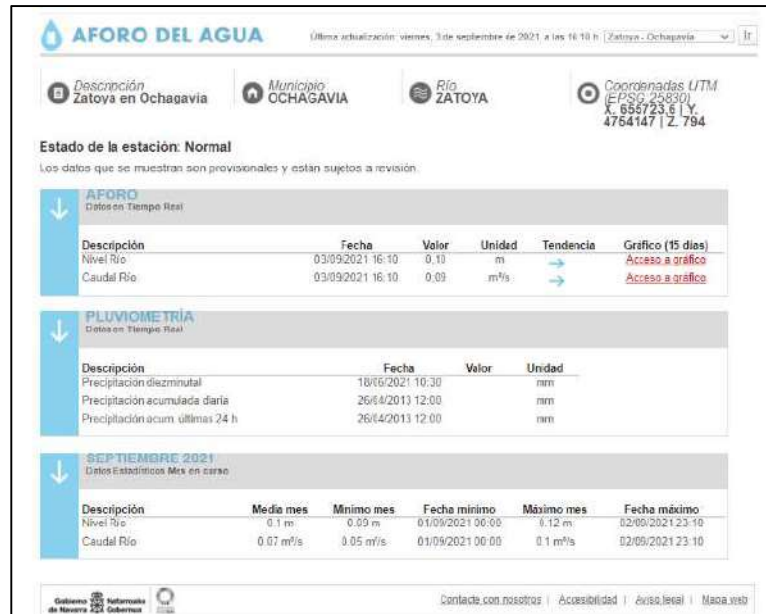 AFORO DEL AGUA
Última actualización: viernes, 3 de septiembre de 2021, a las 16:10 h. Zatoya - Ochagavía Ir
Descripción
Zatoya en Ochagavia
Municipio
OCHAGAVIA
Río
ZATOYA
Coordenadas UTM
(EPSG 25830)
X. 655723,6 | Y.
4754147 | Z. 794
Estado de la estación: Normal
Los datos que se muestran son provisionales y están sujetos a revisión.
AFORO
Datos en Tiempo Real
Descripción Fecha Valor Unidad Tendencia Gráfico (15 días)
Nivel Río 03/09/2021 16:10 0,10 m → Acceso a gráfico
Caudal Río 03/09/2021 16:10 0,09 m³/s → Acceso a gráfico
PLUVIOMETRÍA
Datos en Tiempo Real
Descripción Fecha Valor Unidad
Precipitación diezminutal 18/06/2021 10:30 mm
Precipitación acumulada diaria 26/04/2013 12:00 mm
Precipitación acum. últimas 24 h 26/04/2013 12:00 mm
SEPTIEMBRE 2021
Datos Estadísticos Mes en curso
Descripción Media mes Mínimo mes Fecha mínimo Máximo mes Fecha máximo
Nivel Río 0.1 m 0.09 m 01/09/2021 00:00 0.12 m 02/09/2021 23:10
Caudal Río 0.07 m³/s 0.05 m³/s 01/09/2021 00:00 0.1 m³/s 02/09/2021 23:10
Gobierno de Navarra Nafarroako Gobernua
Contacte con nosotros | Accesibilidad | Aviso legal | Mapa web